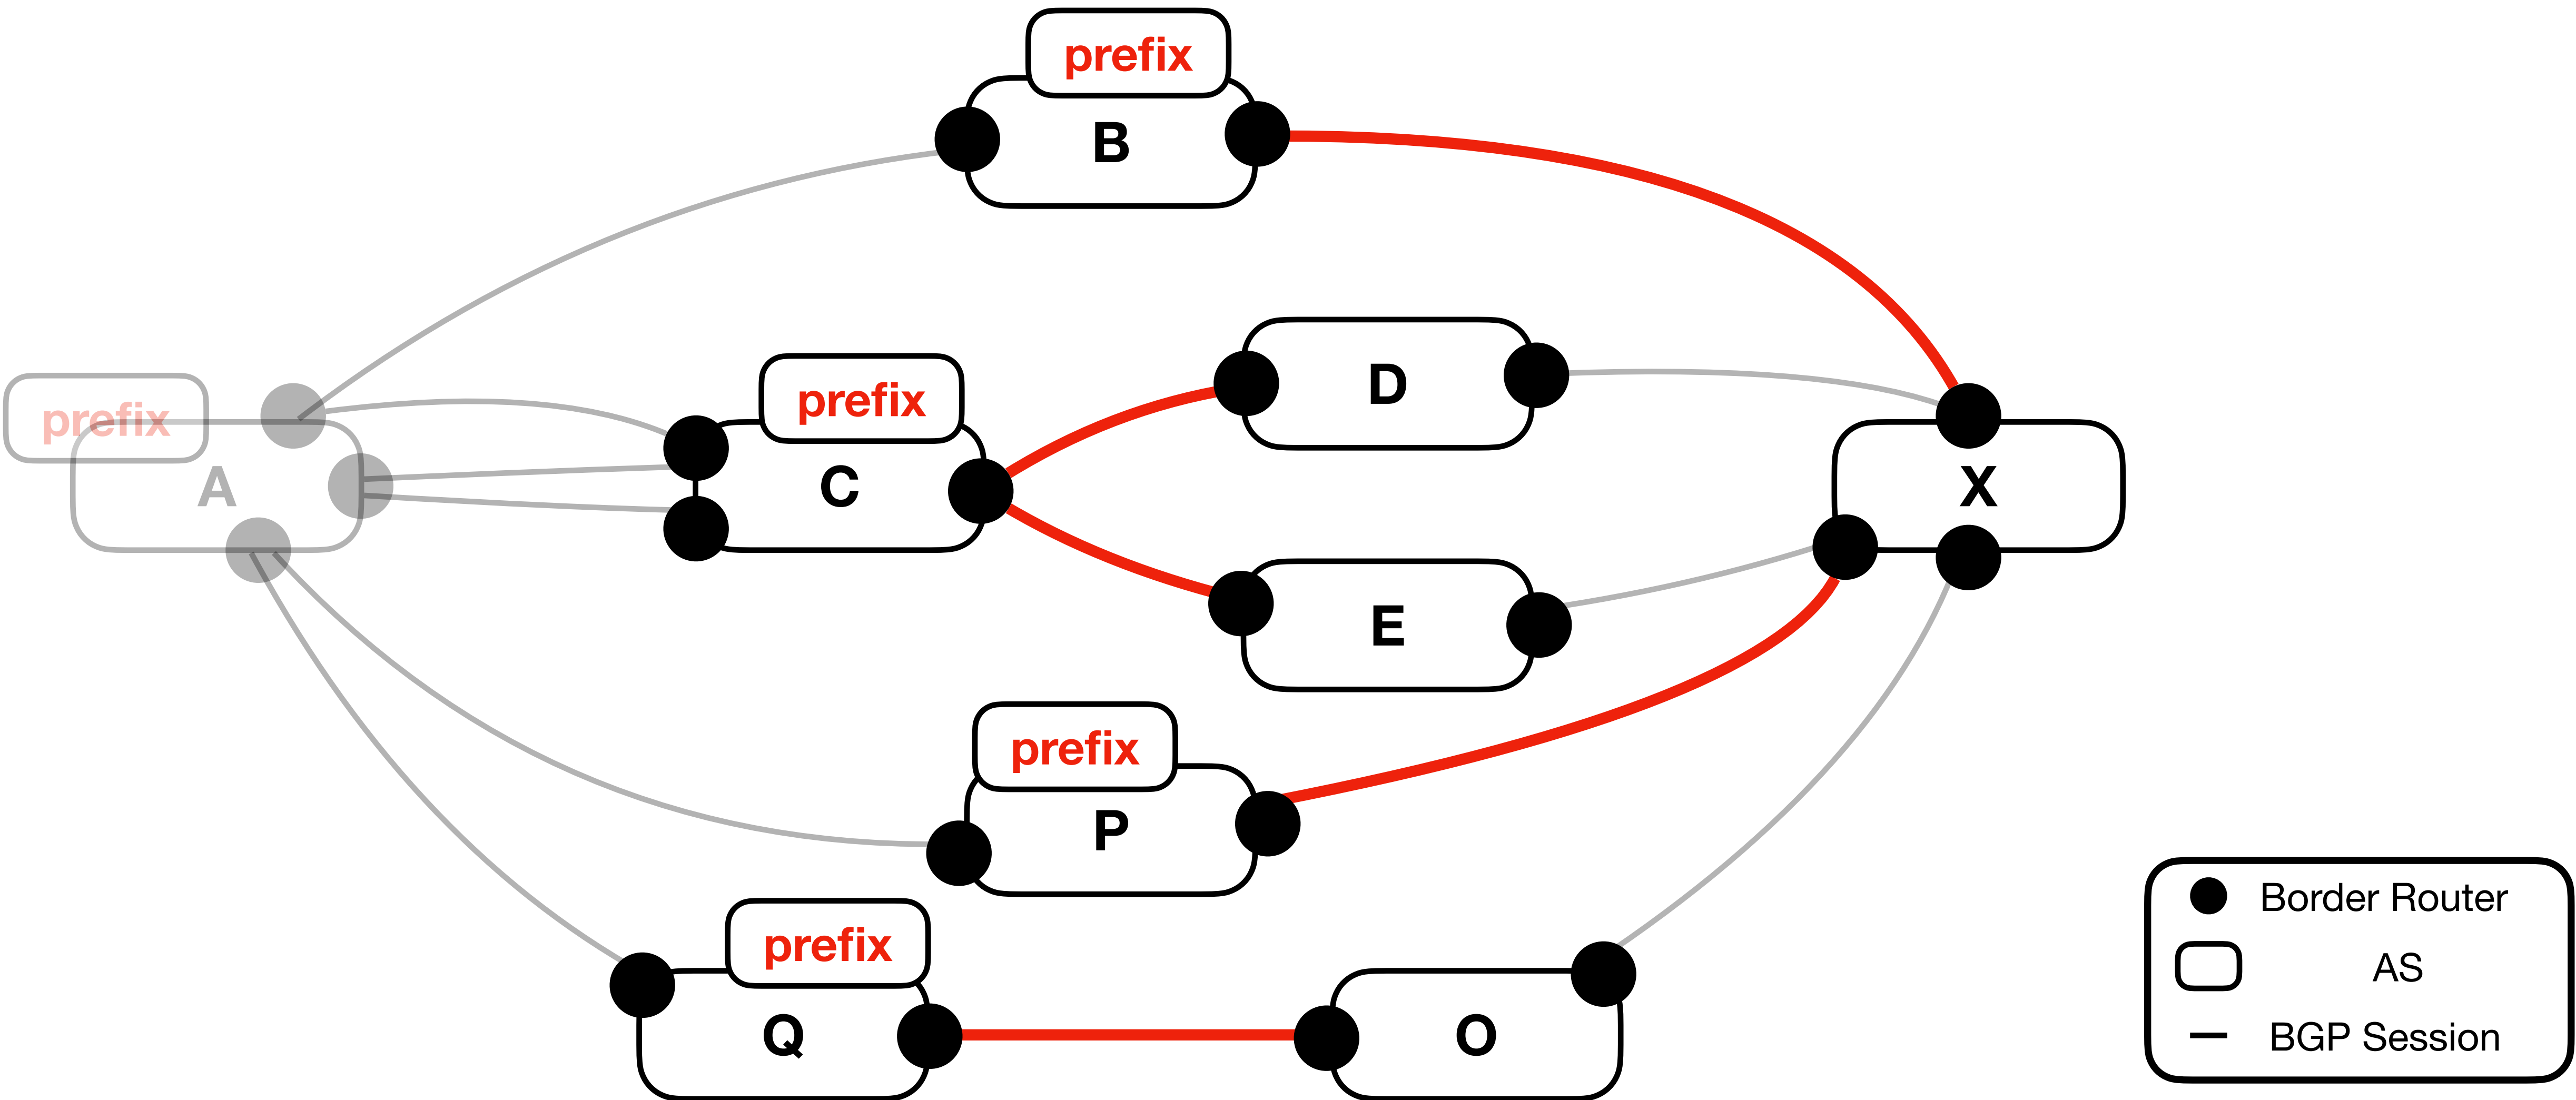 prefix
B
prefix
D
prefix
A
C
X
E
prefix
P
prefix
Q
O
Border Router
AS
BGP Session